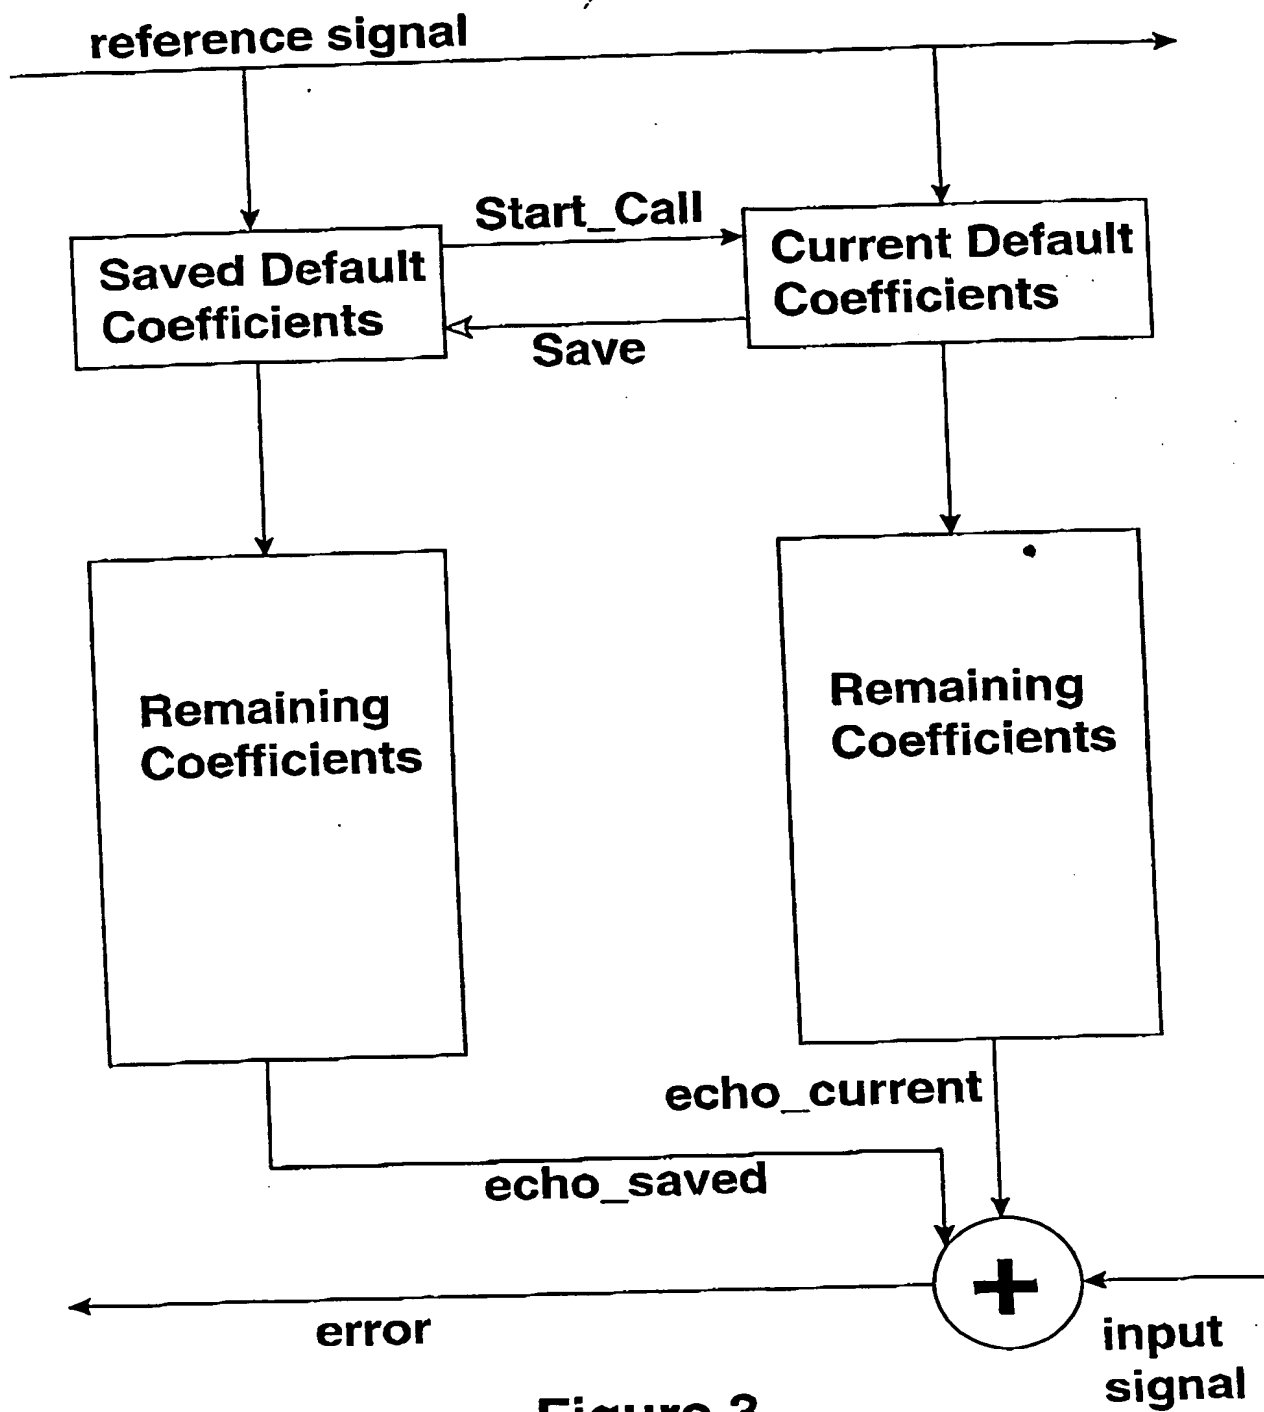 reference signal
Start_Call
Saved Default
Coefficients
Current Default
Coefficients
Save
Remaining
Coefficients
Remaining
Coefficients
echo_current
echo_saved
error
input
signal